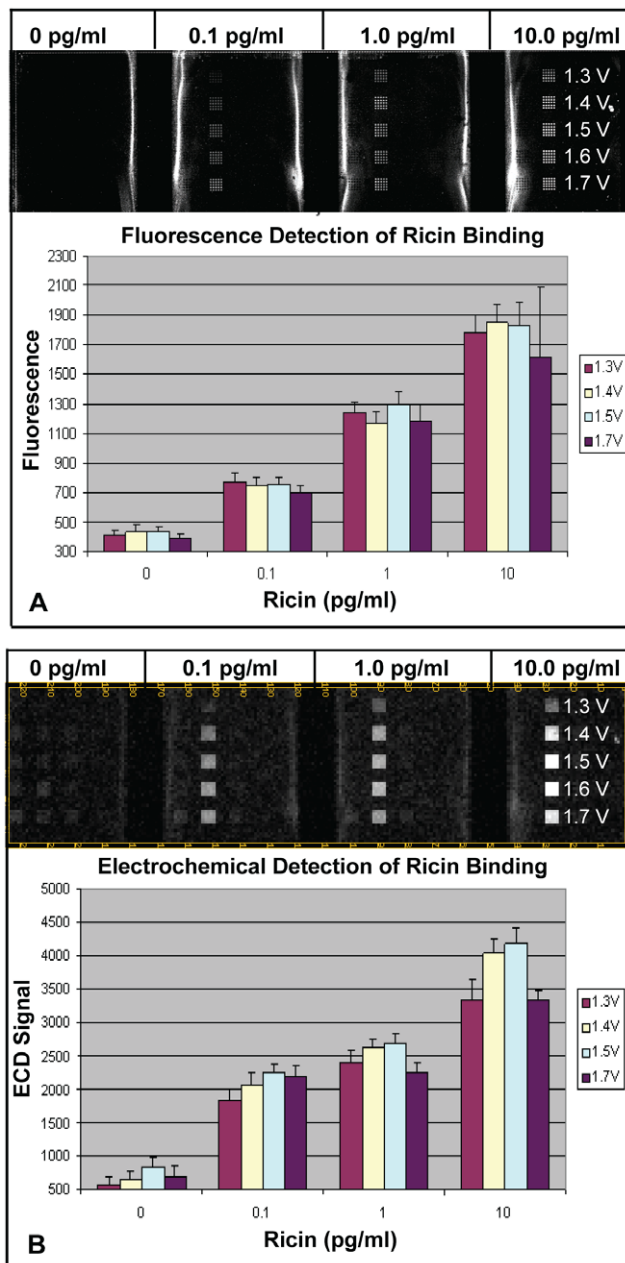 0 pg/ml 0.1 pg/ml 1.0 pg/ml 10.0 pg/ml
1.3 V
1.4 V
1.5 V
1.6 V
1.7 V
Fluorescence Detection of Ricin Binding
2300
2100
1900
1700
1500
1300
1100
900
700
500
300
Fluorescence
1.3V
1.4V
1.5V
1.7V
0 0.1 1 10
Ricin (pg/ml)
A
0 pg/ml 0.1 pg/ml 1.0 pg/ml 10.0 pg/ml
1.3 V
1.4 V
1.5 V
1.6 V
1.7 V
Electrochemical Detection of Ricin Binding
5000
4500
4000
3500
3000
2500
2000
1500
1000
500
ECD Signal
1.3V
1.4V
1.5V
1.7V
0 0.1 1 10
Ricin (pg/ml)
B